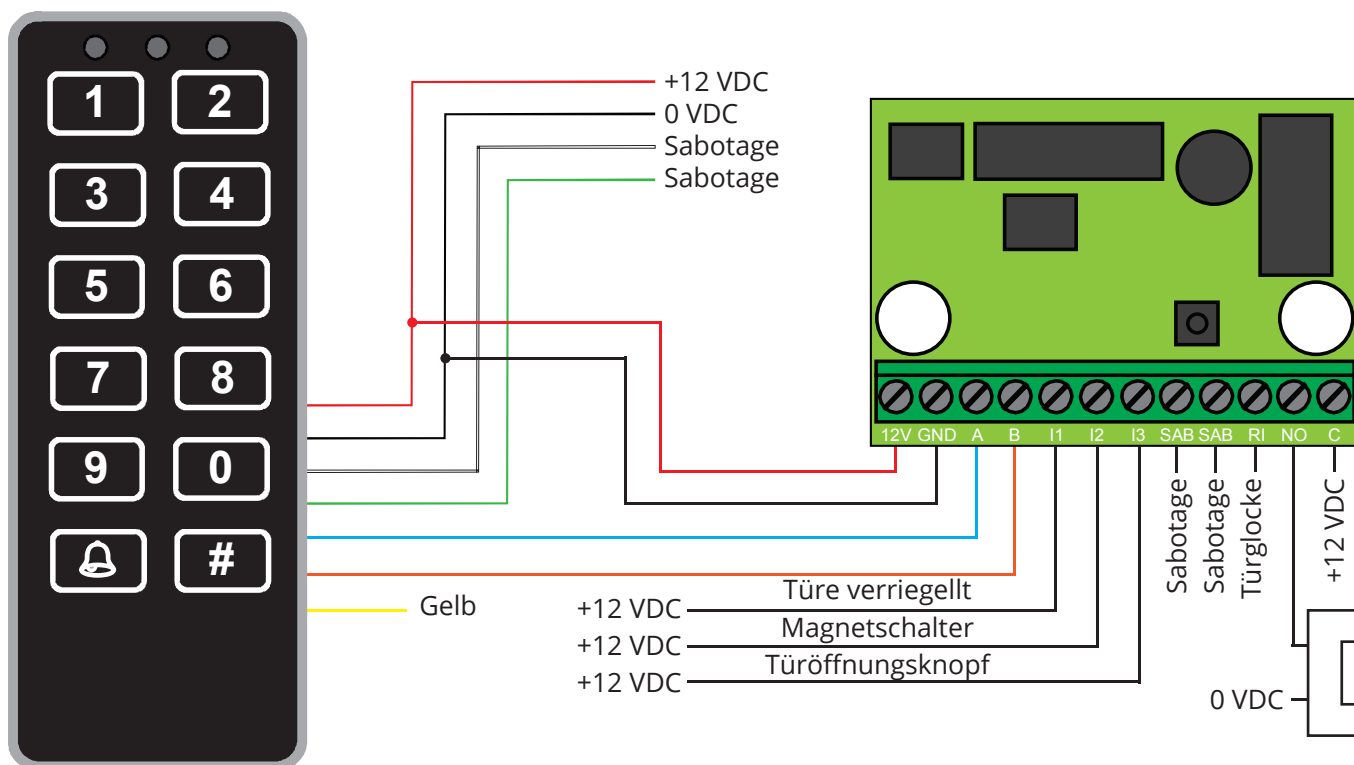 1 2
3 4
5 6
7 8
9 0
#
+12 VDC
0 VDC
Sabotage
Sabotage
12V GND A B I1 I2 I3 SAB SAB RI NO C
Sabotage
Sabotage
Türglocke
+12 VDC
Gelb
+12 VDC Türe verriegellt
+12 VDC Magnetschalter
+12 VDC Türöffnungsknopf
0 VDC